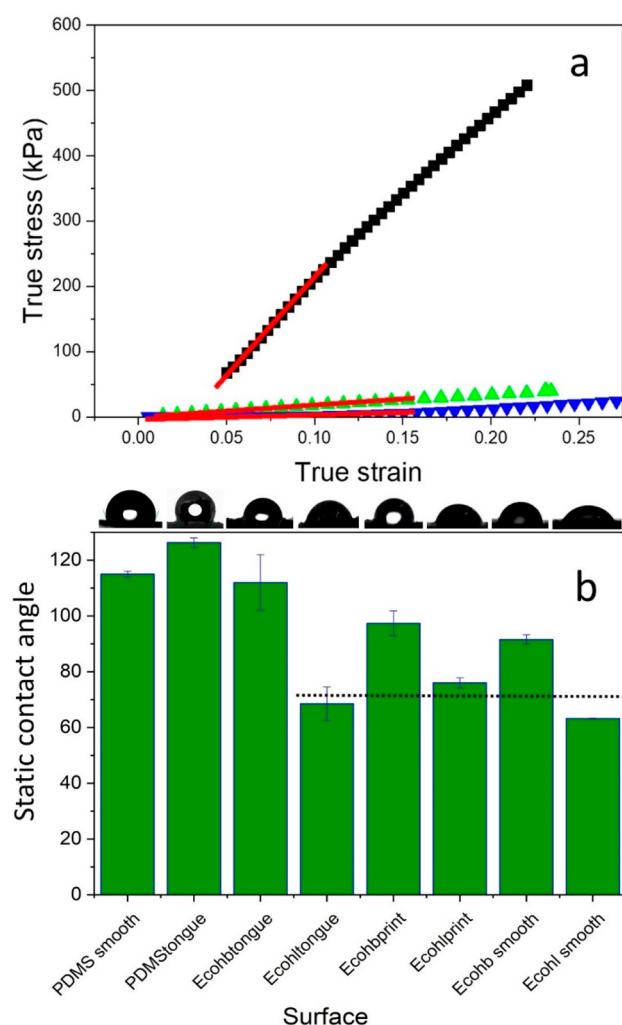 600
a
500
400
300
200
100
0
True stress (kPa)
0.00 0.05 0.10 0.15 0.20 0.25
True strain
b
120
100
80
60
40
20
0
Static contact angle
PDMS smooth
PDMStongue
Ecohbtongue
Ecohltongue
Ecohbprint
Ecohlprint
Ecohb smooth
Ecohl smooth
Surface